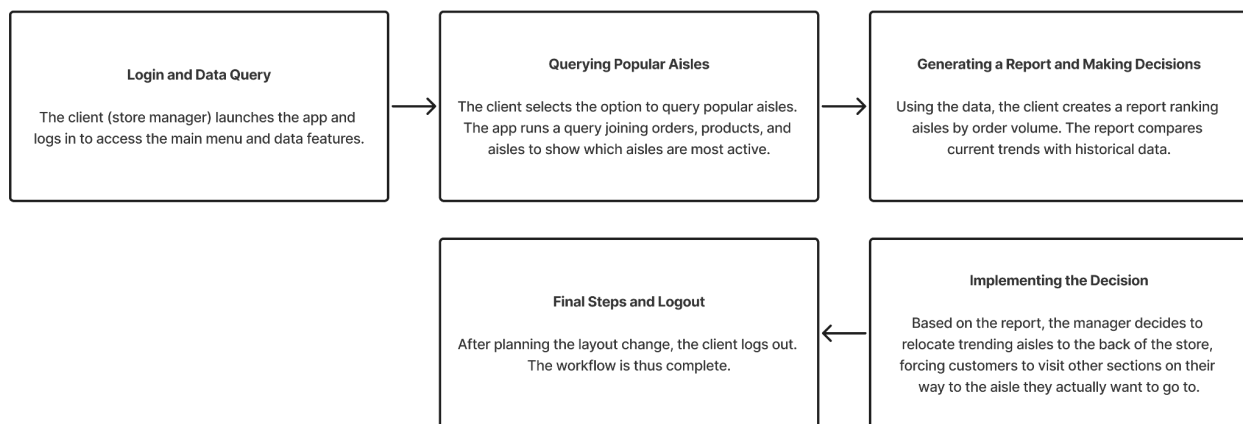 Login and Data Query
The client (store manager) launches the app and
logs in to access the main menu and data features.
Querying Popular Aisles
The client selects the option to query popular aisles.
The app runs a query joining orders, products, and
aisles to show which aisles are most active.
Generating a Report and Making Decisions
Using the data, the client creates a report ranking
aisles by order volume. The report compares
current trends with historical data.
Implementing the Decision
Based on the report, the manager decides to
relocate trending aisles to the back of the store,
forcing customers to visit other sections on their
way to the aisle they actually want to go to.
Final Steps and Logout
After planning the layout change, the client logs out.
The workflow is thus complete.